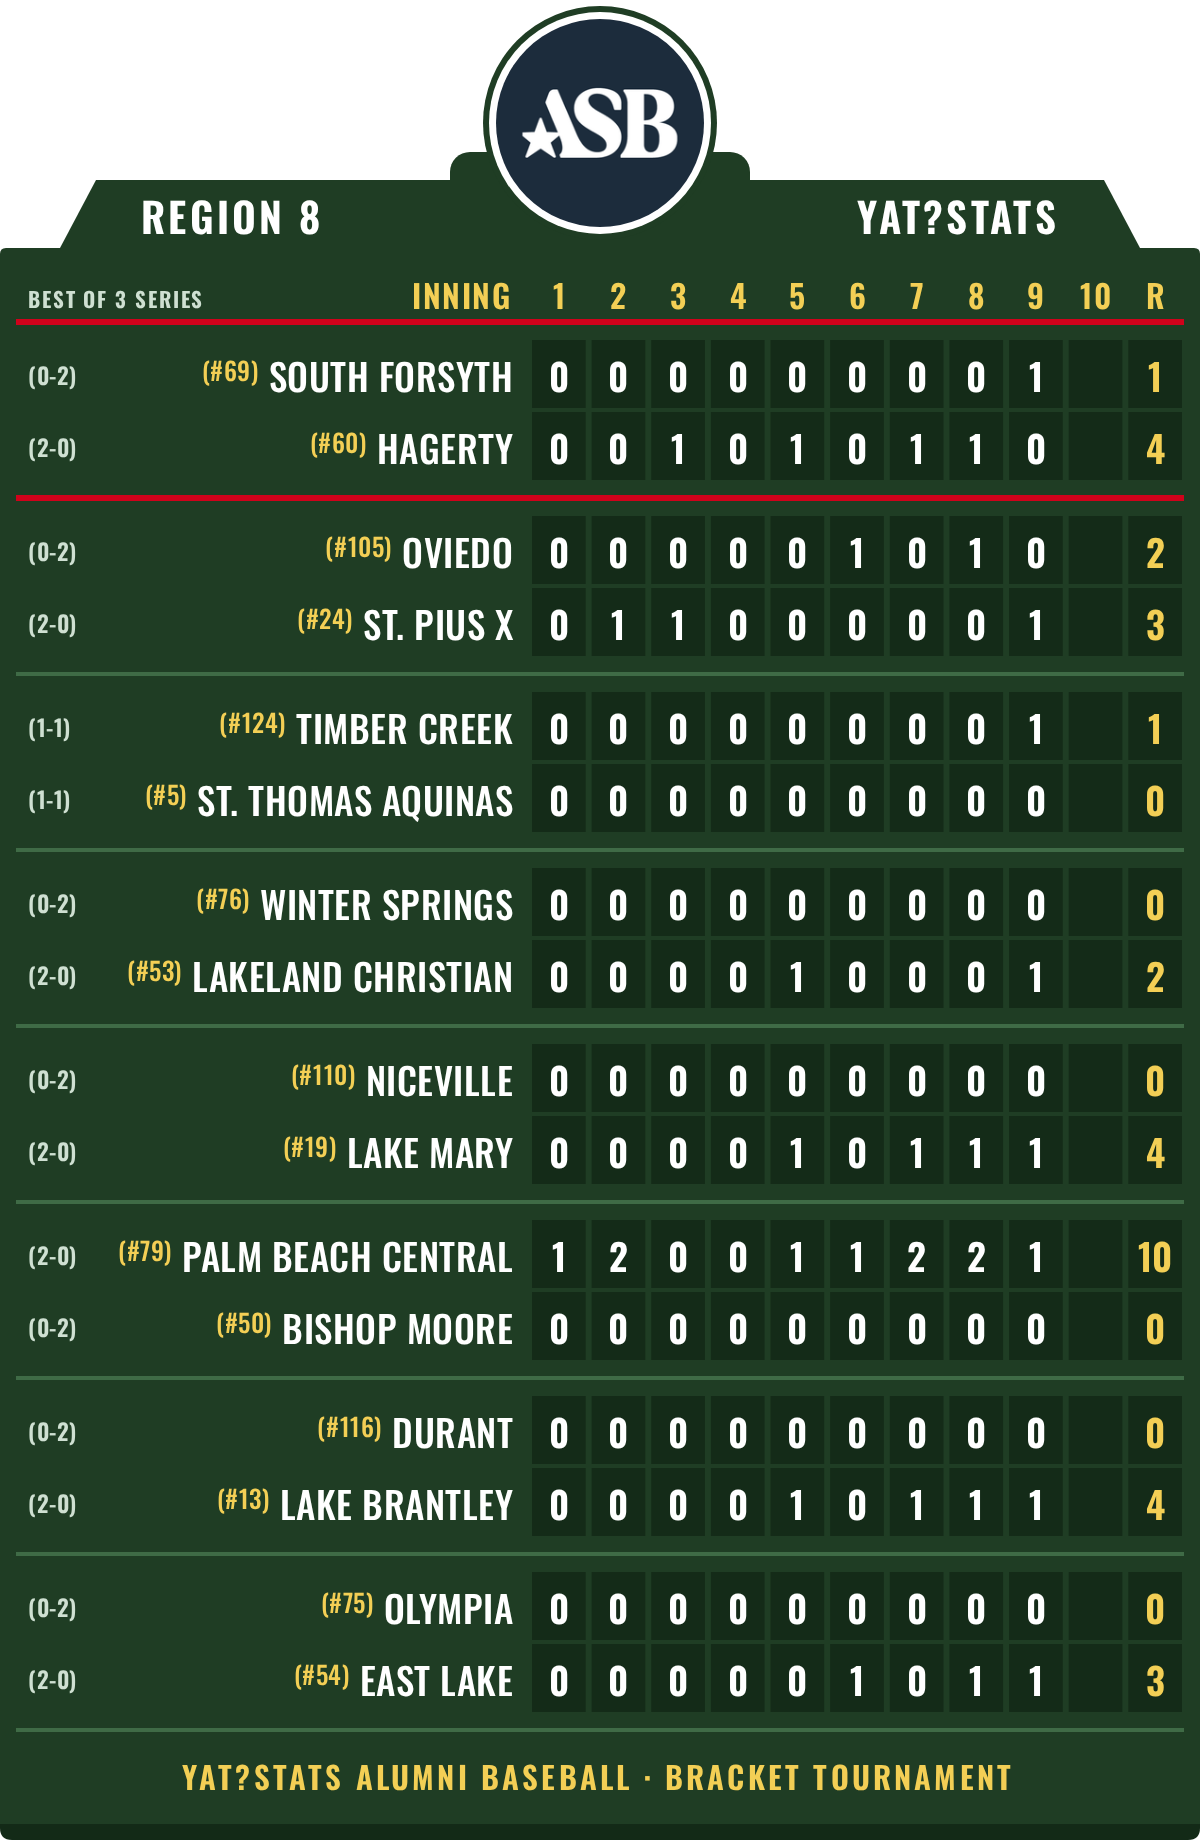 ASB
REGION 8 YAT?STATS
BEST OF 3 SERIES INNING 1 2 3 4 5 6 7 8 9 10 R
(0-2) (#69) SOUTH FORSYTH 0 0 0 0 0 0 0 0 1 1
(2-0) (#60) HAGERTY 0 0 1 0 1 0 1 1 0 4
(0-2) (#105) OVIEDO 0 0 0 0 0 1 0 1 0 2
(2-0) (#24) ST. PIUS X 0 1 1 0 0 0 0 0 1 3
(1-1) (#124) TIMBER CREEK 0 0 0 0 0 0 0 0 1 1
(1-1) (#5) ST. THOMAS AQUINAS 0 0 0 0 0 0 0 0 0 0
(0-2) (#76) WINTER SPRINGS 0 0 0 0 0 0 0 0 0 0
(2-0) (#53) LAKELAND CHRISTIAN 0 0 0 0 1 0 0 0 1 2
(0-2) (#110) NICEVILLE 0 0 0 0 0 0 0 0 0 0
(2-0) (#19) LAKE MARY 0 0 0 0 1 0 1 1 1 4
(2-0) (#79) PALM BEACH CENTRAL 1 2 0 0 1 1 2 2 1 10
(0-2) (#50) BISHOP MOORE 0 0 0 0 0 0 0 0 0 0
(0-2) (#116) DURANT 0 0 0 0 0 0 0 0 0 0
(2-0) (#13) LAKE BRANTLEY 0 0 0 0 1 0 1 1 1 4
(0-2) (#75) OLYMPIA 0 0 0 0 0 0 0 0 0 0
(2-0) (#54) EAST LAKE 0 0 0 0 0 1 0 1 1 3
YAT?STATS ALUMNI BASEBALL · BRACKET TOURNAMENT